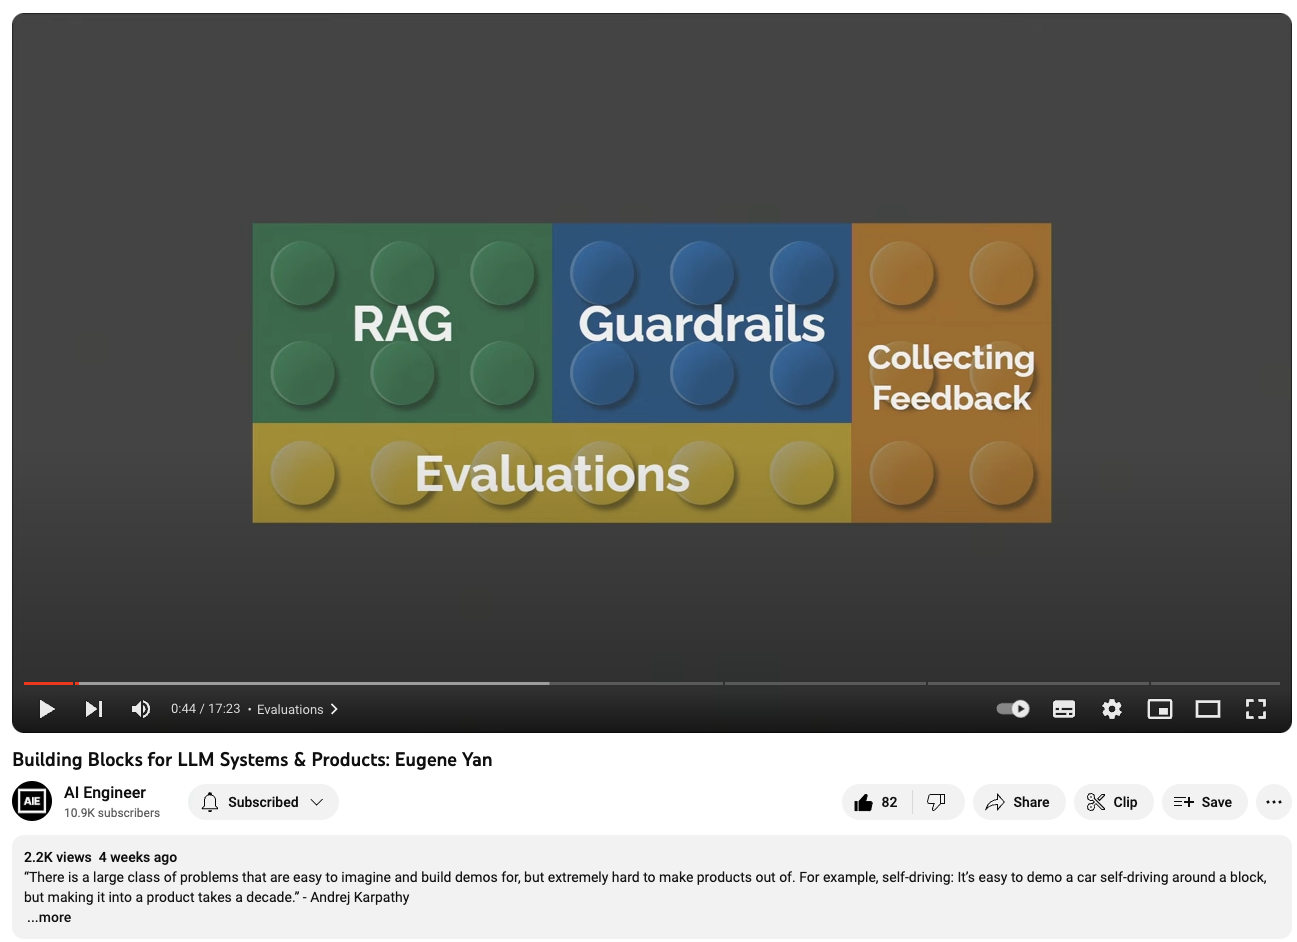 RAG
Guardrails
Collecting
Feedback
Evaluations
0:44 / 17:23 • Evaluations
Building Blocks for LLM Systems & Products: Eugene Yan
AIE
AI Engineer
10.9K subscribers
Subscribed
82
Share
Clip
Save
2.2K views 4 weeks ago
“There is a large class of problems that are easy to imagine and build demos for, but extremely hard to make products out of. For example, self-driving: It’s easy to demo a car self-driving around a block,
but making it into a product takes a decade.” - Andrej Karpathy
...more